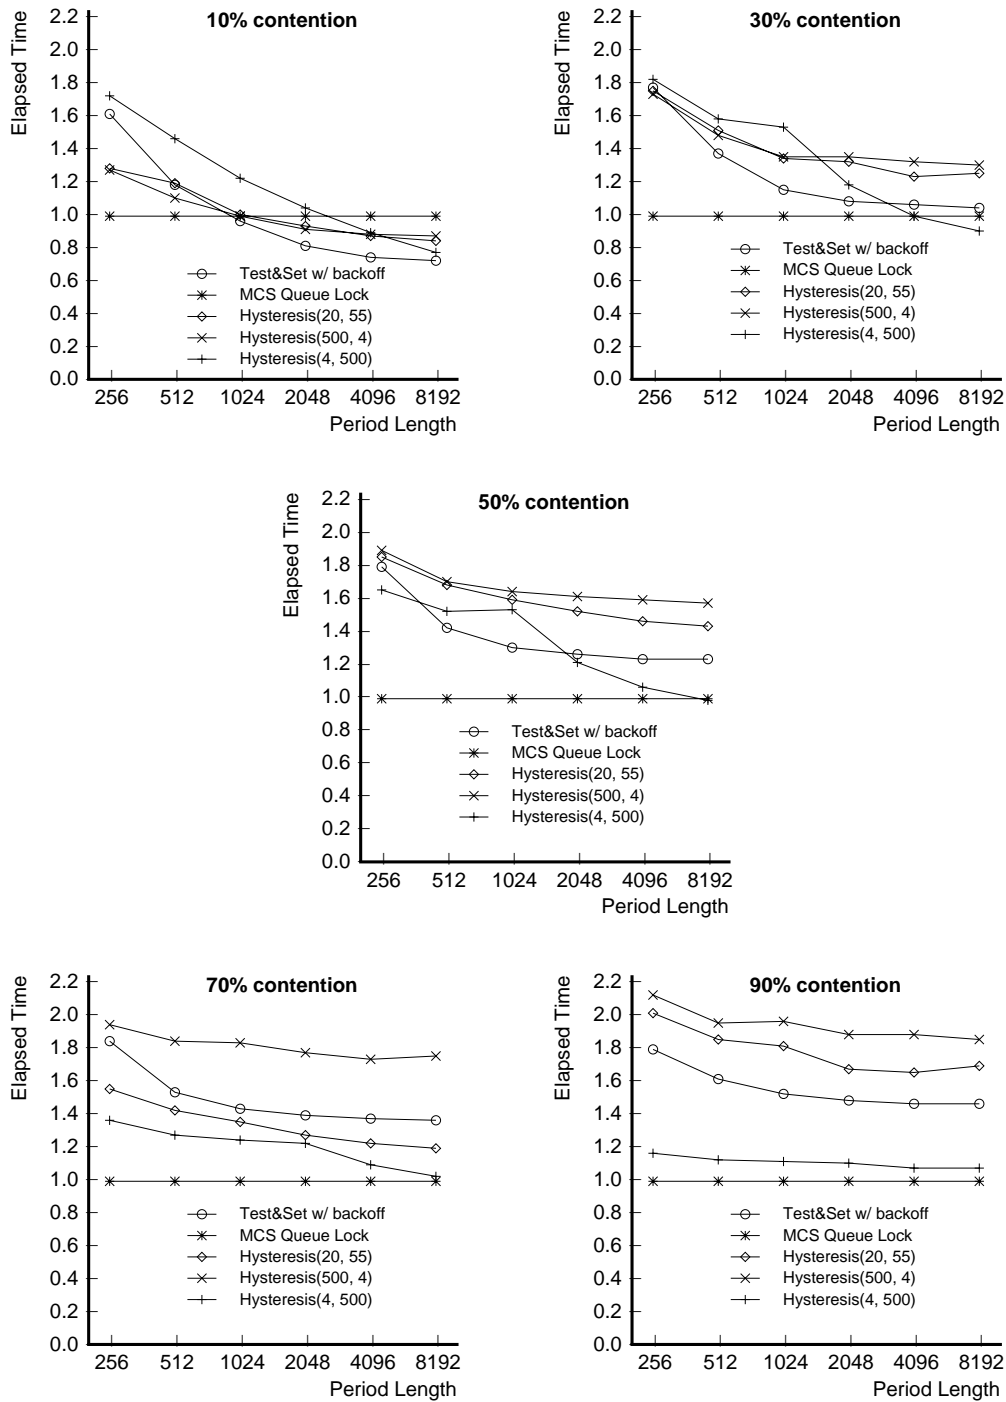 10% contention
Elapsed Time
2.2
2.0
1.8
1.6
1.4
1.2
1.0
0.8
0.6
0.4
0.2
0.0
Test&Set w/ backoff
MCS Queue Lock
Hysteresis(20, 55)
Hysteresis(500, 4)
Hysteresis(4, 500)
256 512 1024 2048 4096 8192
Period Length
30% contention
Elapsed Time
2.2
2.0
1.8
1.6
1.4
1.2
1.0
0.8
0.6
0.4
0.2
0.0
Test&Set w/ backoff
MCS Queue Lock
Hysteresis(20, 55)
Hysteresis(500, 4)
Hysteresis(4, 500)
256 512 1024 2048 4096 8192
Period Length
50% contention
Elapsed Time
2.2
2.0
1.8
1.6
1.4
1.2
1.0
0.8
0.6
0.4
0.2
0.0
Test&Set w/ backoff
MCS Queue Lock
Hysteresis(20, 55)
Hysteresis(500, 4)
Hysteresis(4, 500)
256 512 1024 2048 4096 8192
Period Length
70% contention
Elapsed Time
2.2
2.0
1.8
1.6
1.4
1.2
1.0
0.8
0.6
0.4
0.2
0.0
Test&Set w/ backoff
MCS Queue Lock
Hysteresis(20, 55)
Hysteresis(500, 4)
Hysteresis(4, 500)
256 512 1024 2048 4096 8192
Period Length
90% contention
Elapsed Time
2.2
2.0
1.8
1.6
1.4
1.2
1.0
0.8
0.6
0.4
0.2
0.0
Test&Set w/ backoff
MCS Queue Lock
Hysteresis(20, 55)
Hysteresis(500, 4)
Hysteresis(4, 500)
256 512 1024 2048 4096 8192
Period Length